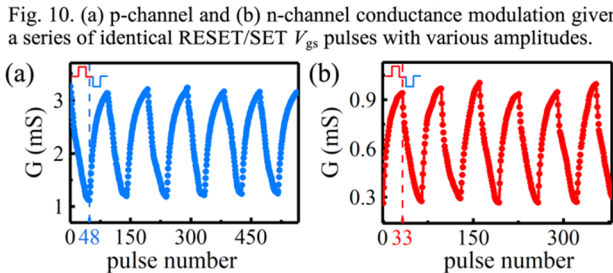 Fig. 10. (a) p-channel and (b) n-channel conductance modulation given
a series of identical RESET/SET Vgs pulses with various amplitudes.
(a)
3
2
1
G (mS)
0 48 150 300 450
pulse number
(b)
0.9
0.6
0.3
G (mS)
0 33 150 300
pulse number